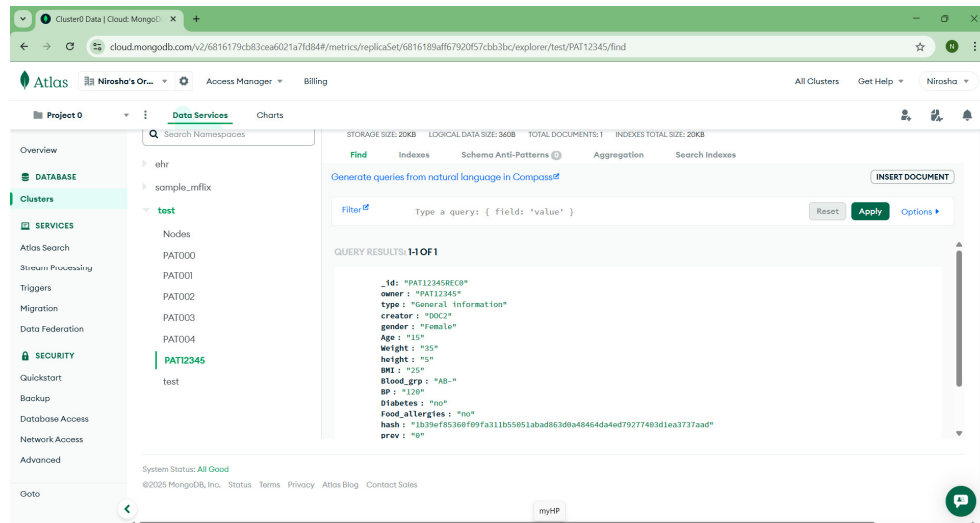 Cluster0 Data | Cloud: MongoD
cloud.mongodb.com/v2/6816179cb83cea6021a7fd84#/metrics/replicaSet/6816189aff67920f57cbb3bc/explorer/test/PAT12345/find
N
Atlas
Nirosha's Or...
Access Manager
Billing
All Clusters
Get Help
Nirosha
Project 0
Data Services
Charts
Overview
DATABASE
Clusters
SERVICES
Atlas Search
Stream Processing
Triggers
Migration
Data Federation
SECURITY
Quickstart
Backup
Database Access
Network Access
Advanced
Goto
Search Namespaces
ehr
sample_mflix
test
Nodes
PAT000
PAT001
PAT002
PAT003
PAT004
PAT12345
test
STORAGE SIZE: 20KB LOGICAL DATA SIZE: 360B TOTAL DOCUMENTS: 1 INDEXES TOTAL SIZE: 20KB
Find Indexes Schema Anti-Patterns 0 Aggregation Search Indexes
Generate queries from natural language in Compass
INSERT DOCUMENT
Filter
Type a query: { field: 'value' }
Reset
Apply
Options
QUERY RESULTS: 1-1 OF 1
_id: "PAT12345REC0"
owner : "PAT12345"
type : "General information"
creator : "DOC2"
gender : "Female"
Age : "15"
Weight : "35"
height : "5"
BMI : "25"
Blood_grp : "AB-"
BP : "120"
Diabetes : "no"
Food_allergies : "no"
hash : "1b39ef85360f09fa311b55051abad863d0a48464da4ed79277403d1ea3737aad"
prev : "0"
System Status: All Good
©2025 MongoDB, Inc. Status Terms Privacy Atlas Blog Contact Sales
myHP